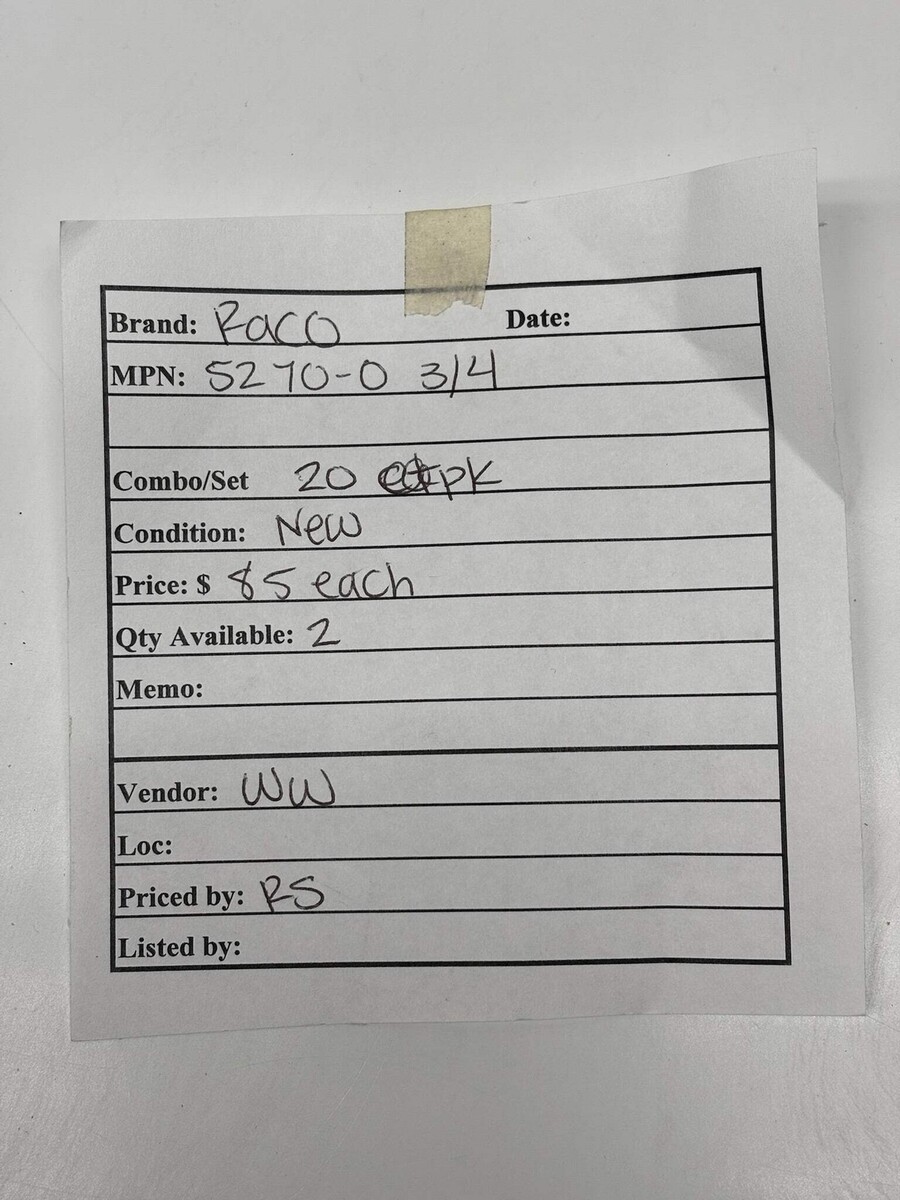 Brand: Raco Date:
MPN: 5270-0 3/4
Combo/Set 20 pk
Condition: New
Price: $ $5 each
Qty Available: 2
Memo:
Vendor: WW
Loc:
Priced by: RS
Listed by: